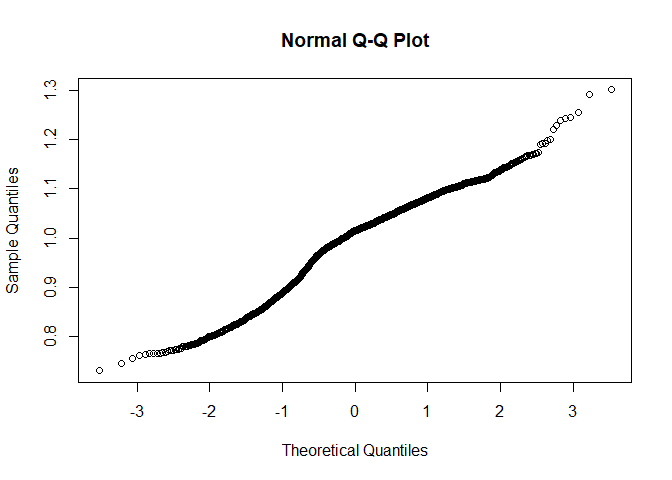 Normal Q-Q Plot
Sample Quantiles
1.3
1.2
1.1
1.0
0.9
0.8
-3 -2 -1 0 1 2 3
Theoretical Quantiles